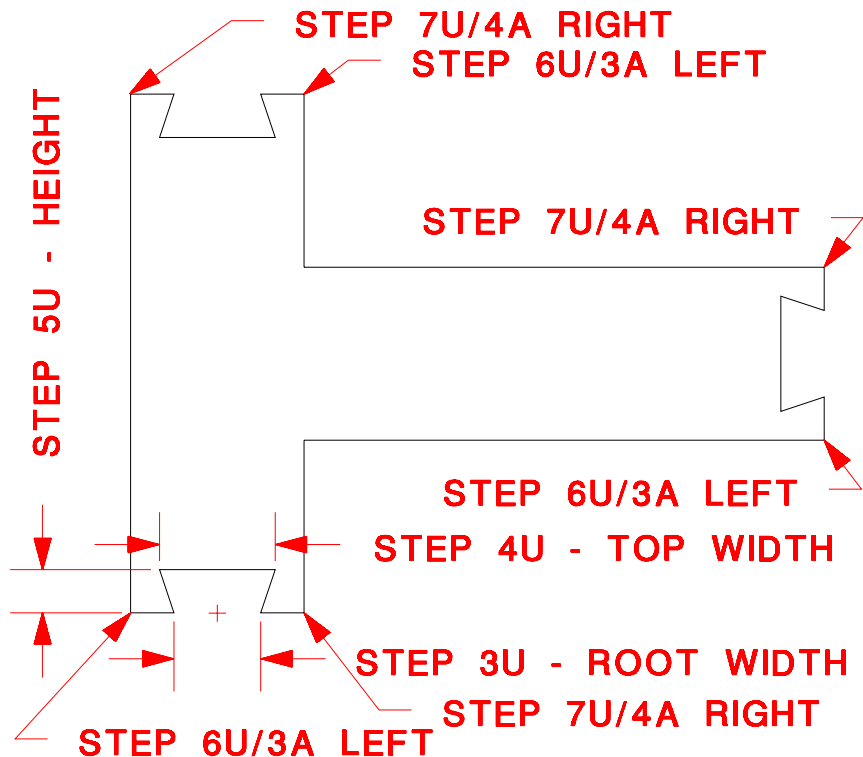 STEP 7U/4A RIGHT
STEP 6U/3A LEFT
STEP 5U - HEIGHT
STEP 7U/4A RIGHT
STEP 6U/3A LEFT
STEP 4U - TOP WIDTH
STEP 3U - ROOT WIDTH
STEP 7U/4A RIGHT
STEP 6U/3A LEFT